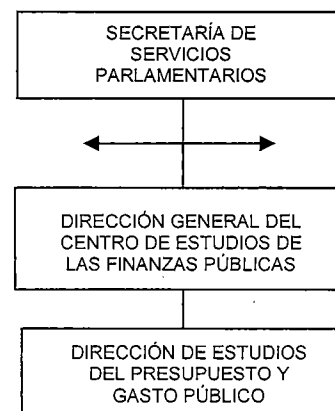 SECRETARÍA DE
SERVICIOS
PARLAMENTARIOS
DIRECCIÓN GENERAL DEL
CENTRO DE ESTUDIOS DE
LAS FINANZAS PÚBLICAS
DIRECCIÓN DE ESTUDIOS
DEL PRESUPUESTO Y
GASTO PÚBLICO